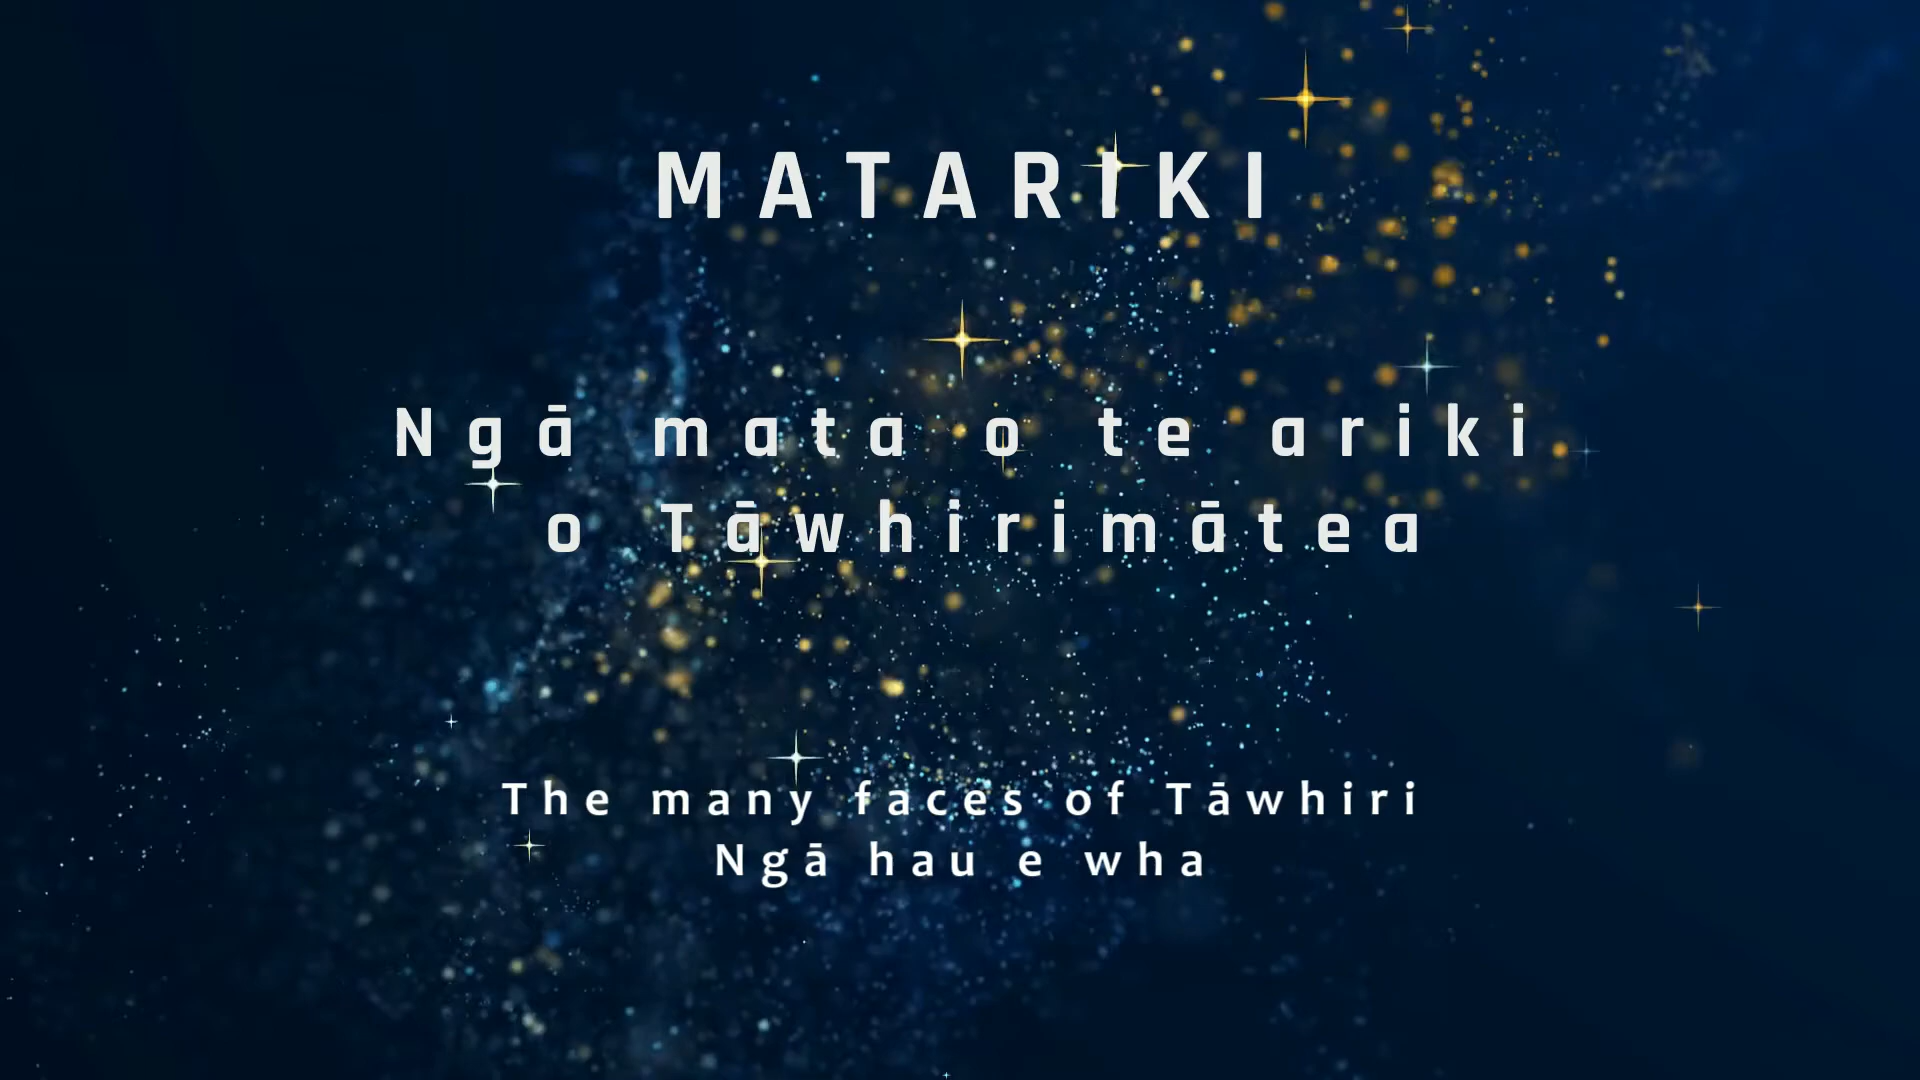 MATARIKI
Ngā mata o te ariki
o Tāwhirimātea
The many faces of Tāwhiri
Ngā hau e wha